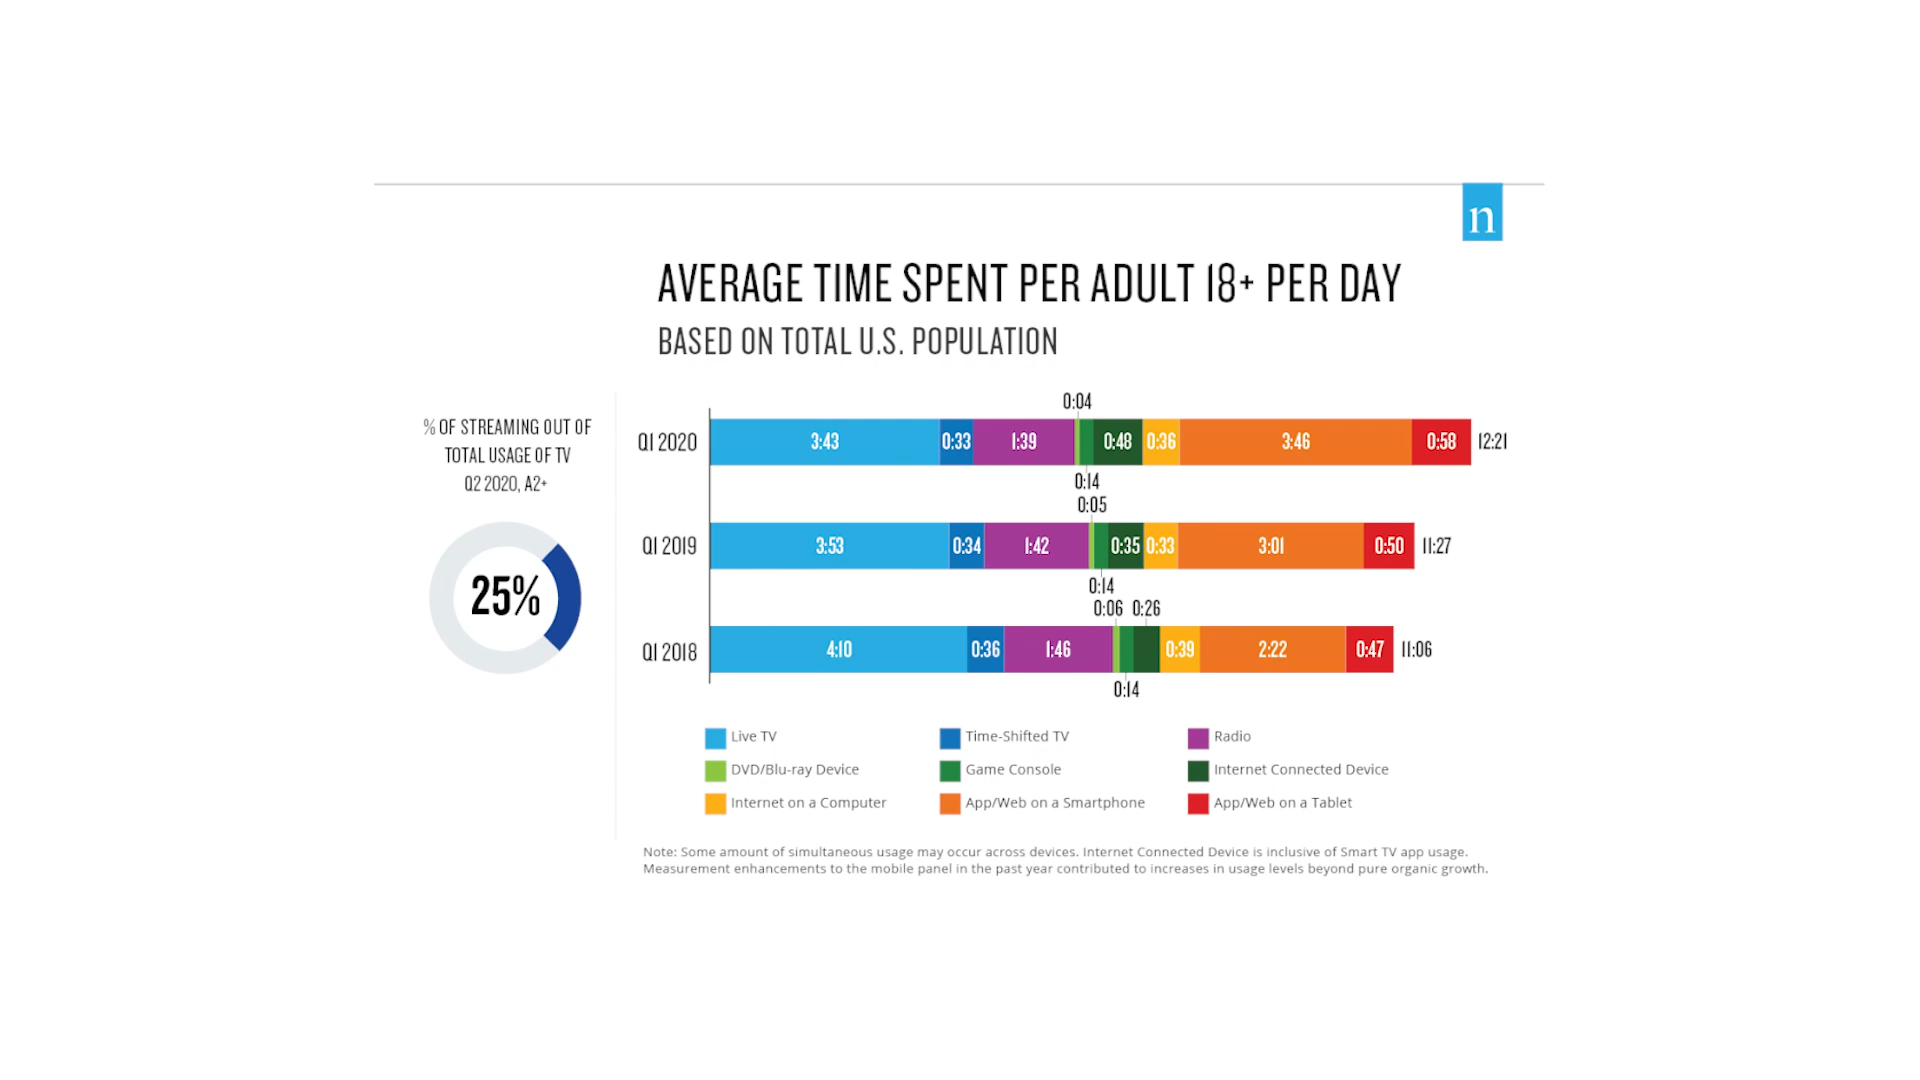 n
AVERAGE TIME SPENT PER ADULT 18+ PER DAY
BASED ON TOTAL U.S. POPULATION
% OF STREAMING OUT OF
TOTAL USAGE OF TV
Q2 2020, A2+
25%
0:04
Q1 2020 3:43 0:33 1:39 0:48 0:36 3:46 0:58 12:21
0:14
0:05
Q1 2019 3:53 0:34 1:42 0:35 0:33 3:01 0:50 11:27
0:14
0:06 0:26
Q1 2018 4:10 0:36 1:46 0:39 2:22 0:47 11:06
0:14
Live TV Time-Shifted TV Radio
DVD/Blu-ray Device Game Console Internet Connected Device
Internet on a Computer App/Web on a Smartphone App/Web on a Tablet
Note: Some amount of simultaneous usage may occur across devices. Internet Connected Device is inclusive of Smart TV app usage.
Measurement enhancements to the mobile panel in the past year contributed to increases in usage levels beyond pure organic growth.